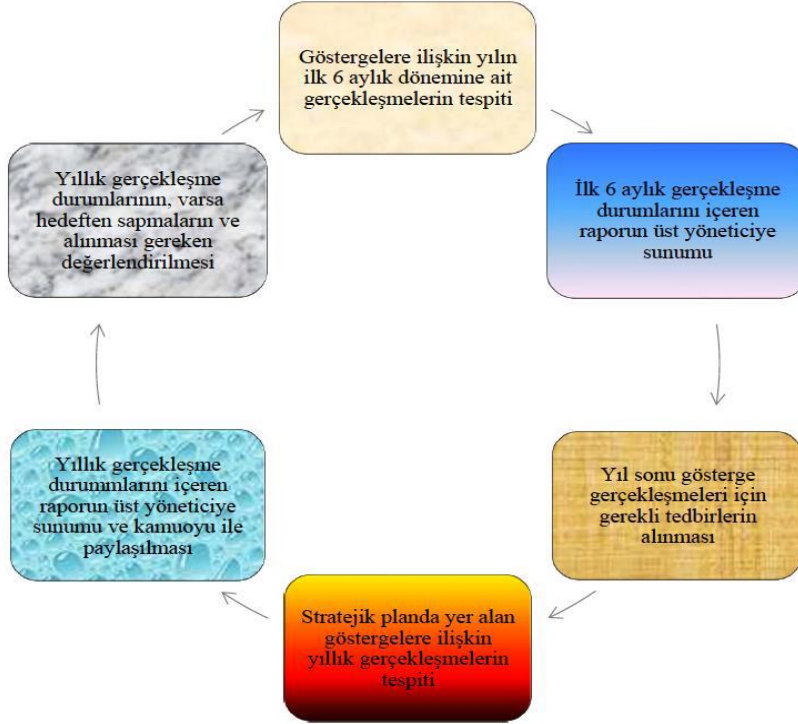 Göstergelere ilişkin yılın
ilk 6 aylık dönemine ait
gerçekleşmelerin tespiti
İlk 6 aylık gerçekleşme
durumlarını içeren
raporun üst yöneticiye
sunumu
Yıl sonu gösterge
gerçekleşmeleri için
gerekli tedbirlerin
alınması
Stratejik planda yer alan
göstergelere ilişkin
yıllık gerçekleşmelerin
tespiti
Yıllık gerçekleşme
durummlarını içeren
raporun üst yöneticiye
sunumu ve kamuoyu ile
paylaşılması
Yıllık gerçekleşme
durumlarının, varsa
hedeften sapmaların ve
alınması gereken
değerlendirilmesi